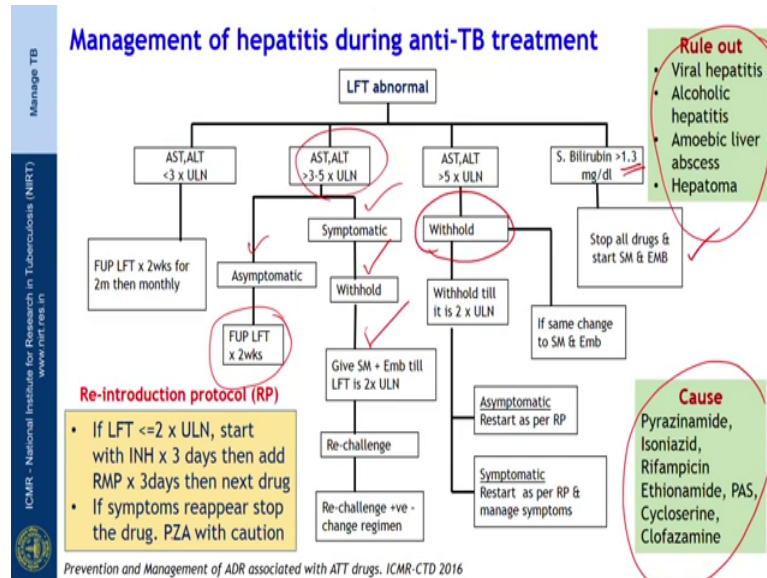 Manage TB
ICMR - National Institute for Research in Tuberculosis (NIRT)
www.nirt.res.in
Management of hepatitis during anti-TB treatment
LFT abnormal
AST,ALT
<3 x ULN
AST,ALT
>3-5 x ULN
AST,ALT
>5 x ULN
S. Bilirubin >1.3
mg/dl
FUP LFT x 2wks for
2m then monthly
Asymptomatic
FUP LFT
x 2wks
Symptomatic
Withhold
Give SM + Emb till
LFT is 2x ULN
Re-challenge
Re-challenge +ve -
change regimen
Withhold
Withhold till
it is 2 x ULN
If same change
to SM & Emb
Asymptomatic
Restart as per RP
Symptomatic
Restart as per RP &
manage symptoms
Stop all drugs &
start SM & EMB
Rule out
• Viral hepatitis
• Alcoholic
hepatitis
• Amoebic liver
abscess
• Hepatoma
Cause
Pyrazinamide,
Isoniazid,
Rifampicin
Ethionamide, PAS,
Cycloserine,
Clofazamine
Re-introduction protocol (RP)
• If LFT <=2 x ULN, start
with INH x 3 days then add
RMP x 3days then next drug
• If symptoms reappear stop
the drug. PZA with caution
Prevention and Management of ADR associated with ATT drugs. ICMR-CTD 2016